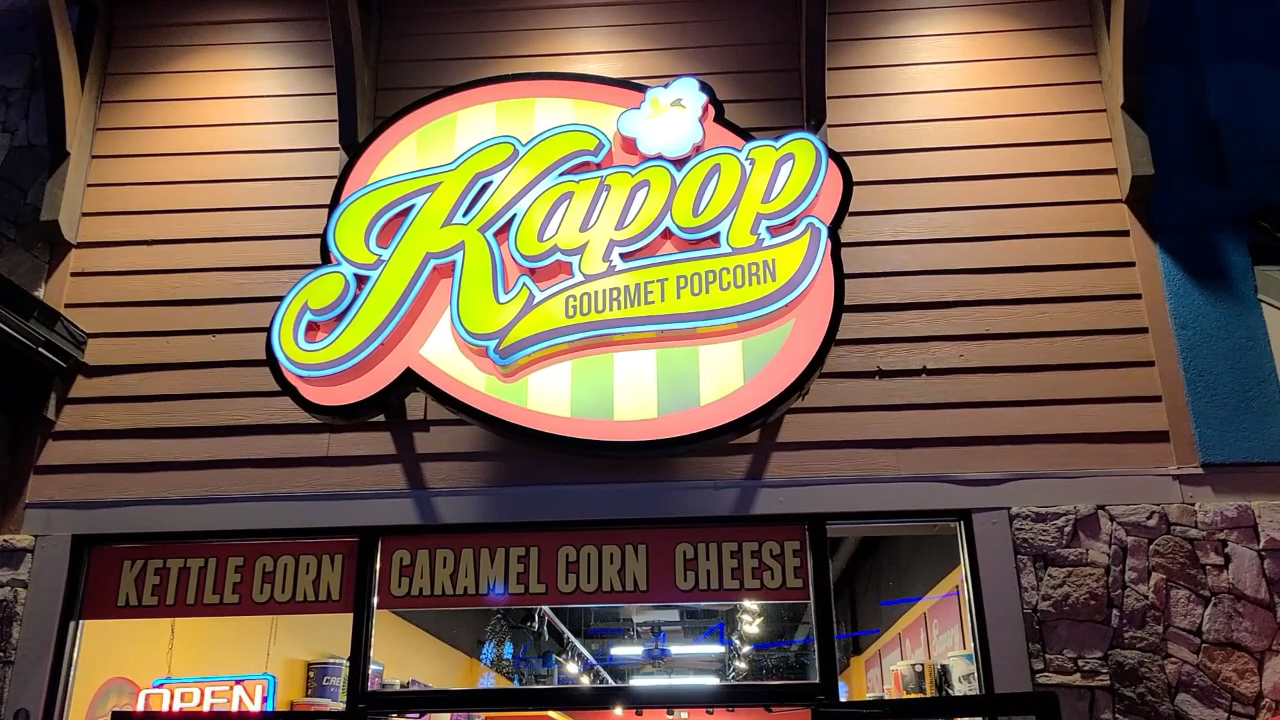 Kapop
GOURMET POPCORN
KETTLE CORN
CARAMEL CORN CHEESE
OPEN